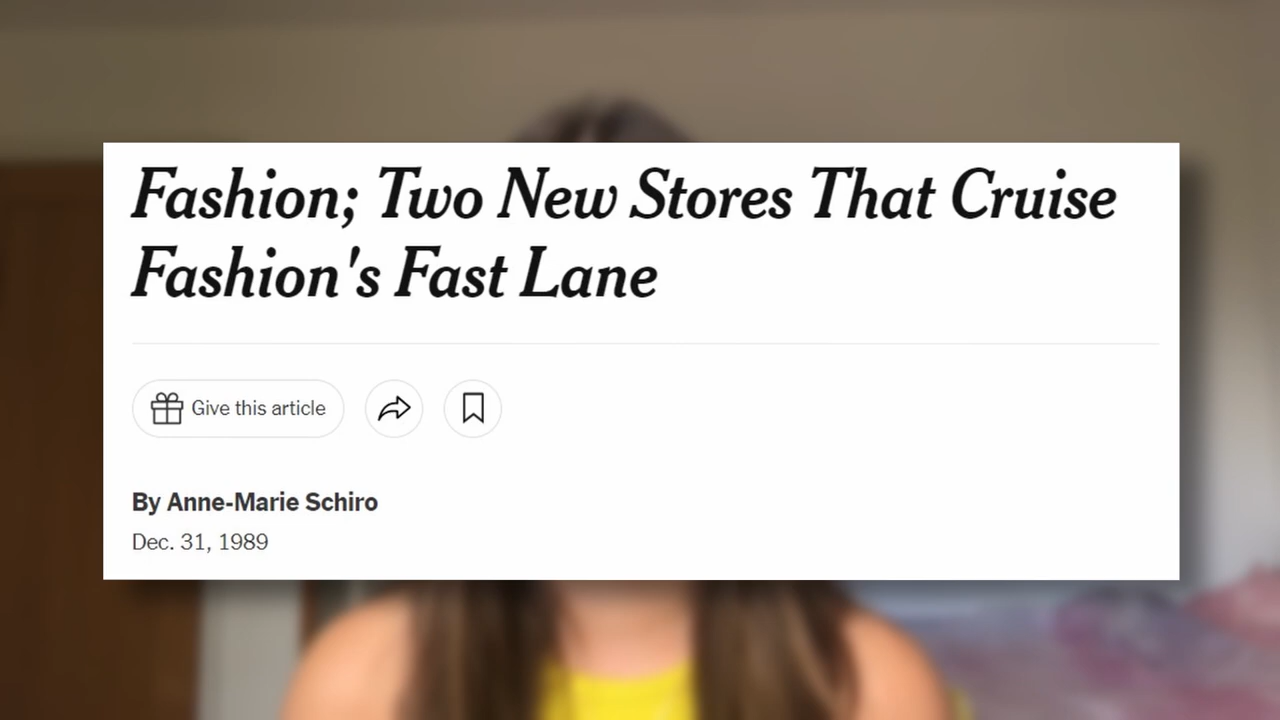 Fashion; Two New Stores That Cruise
Fashion's Fast Lane
Give this article
By Anne-Marie Schiro
Dec. 31, 1989